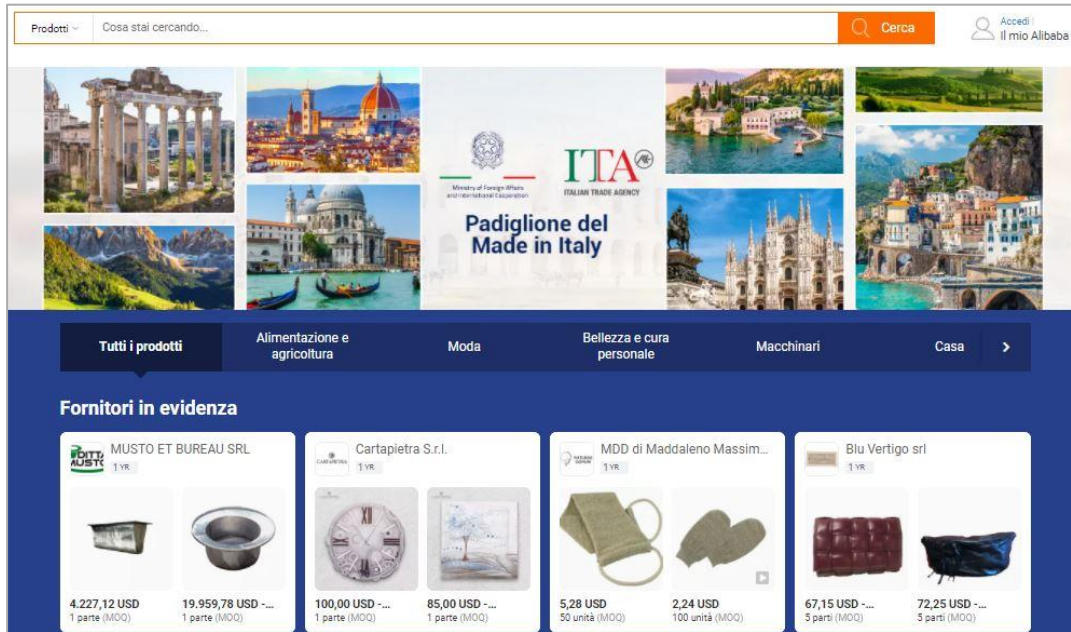 Prodotti
Cosa stai cercando...
Cerca
Accedi
Il mio Alibaba
Ministry of Foreign Affairs
and International Cooperation
ITA®
ITALIAN TRADE AGENCY
Padiglione del
Made in Italy
Tutti i prodotti
Alimentazione e
agricoltura
Moda
Bellezza e cura
personale
Macchinari
Casa
Fornitori in evidenza
DITTA
MUSTO
MUSTO ET BUREAU SRL
1 YR
CARTAPIETRA
Cartapietra S.r.l.
1 YR
MDD di Maddaleno Massim...
1 YR
Blu Vertigo srl
1 YR
XII
4.227,12 USD
1 parte (MOQ)
19.959,78 USD -...
1 parte (MOQ)
100,00 USD -...
1 parte (MOQ)
85,00 USD -...
1 parte (MOQ)
5,28 USD
50 unità (MOQ)
2,24 USD
100 unità (MOQ)
67,15 USD -...
5 parti (MOQ)
72,25 USD -...
5 parti (MOQ)